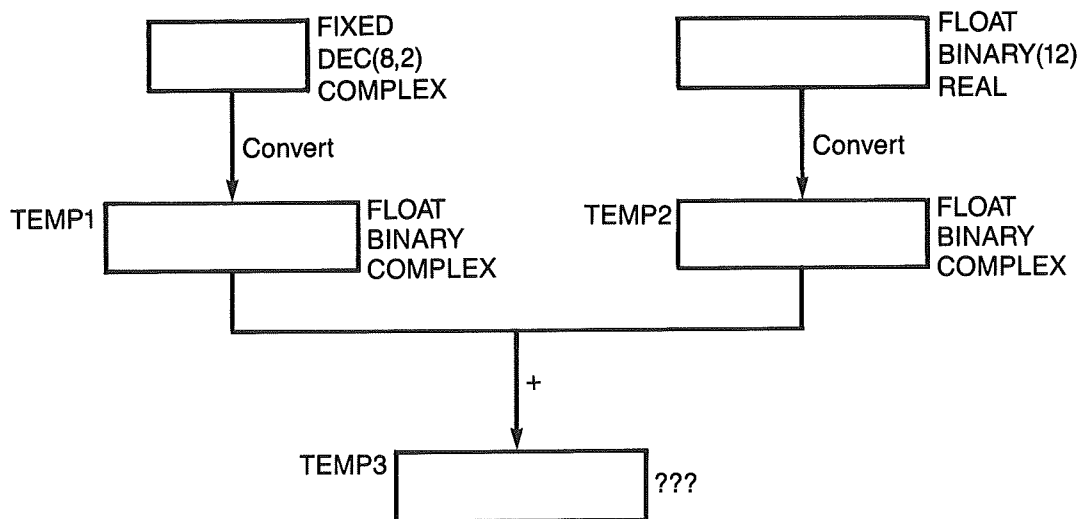 FIXED
DEC(8,2)
COMPLEX
FLOAT
BINARY(12)
REAL
Convert
Convert
TEMP1
FLOAT
BINARY
COMPLEX
TEMP2
FLOAT
BINARY
COMPLEX
+
TEMP3
???